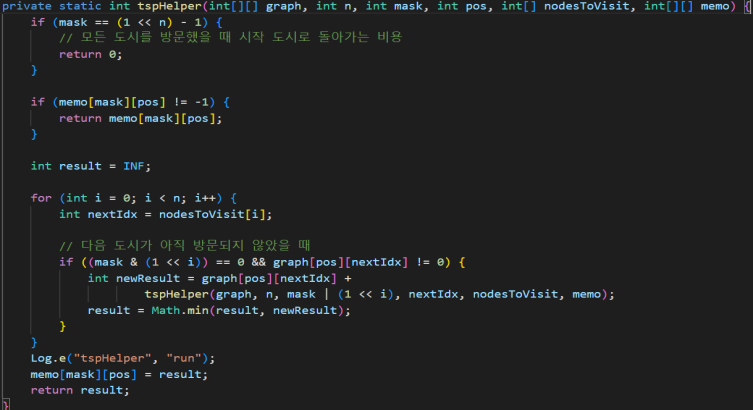 private static int tspHelper(int[][] graph, int n, int mask, int pos, int[] nodesToVisit, int[][] memo) {
    if (mask == (1 << n) - 1) {
        // 모든 도시를 방문했을 때 시작 도시로 돌아가는 비용
        return 0;
    }

    if (memo[mask][pos] != -1) {
        return memo[mask][pos];
    }

    int result = INF;

    for (int i = 0; i < n; i++) {
        int nextIdx = nodesToVisit[i];

        // 다음 도시가 아직 방문되지 않았을 때
        if ((mask & (1 << i)) == 0 && graph[pos][nextIdx] != 0) {
            int newResult = graph[pos][nextIdx] +
                    tspHelper(graph, n, mask | (1 << i), nextIdx, nodesToVisit, memo);
            result = Math.min(result, newResult);
        }
    }
    Log.e("tspHelper", "run");
    memo[mask][pos] = result;
    return result;
}